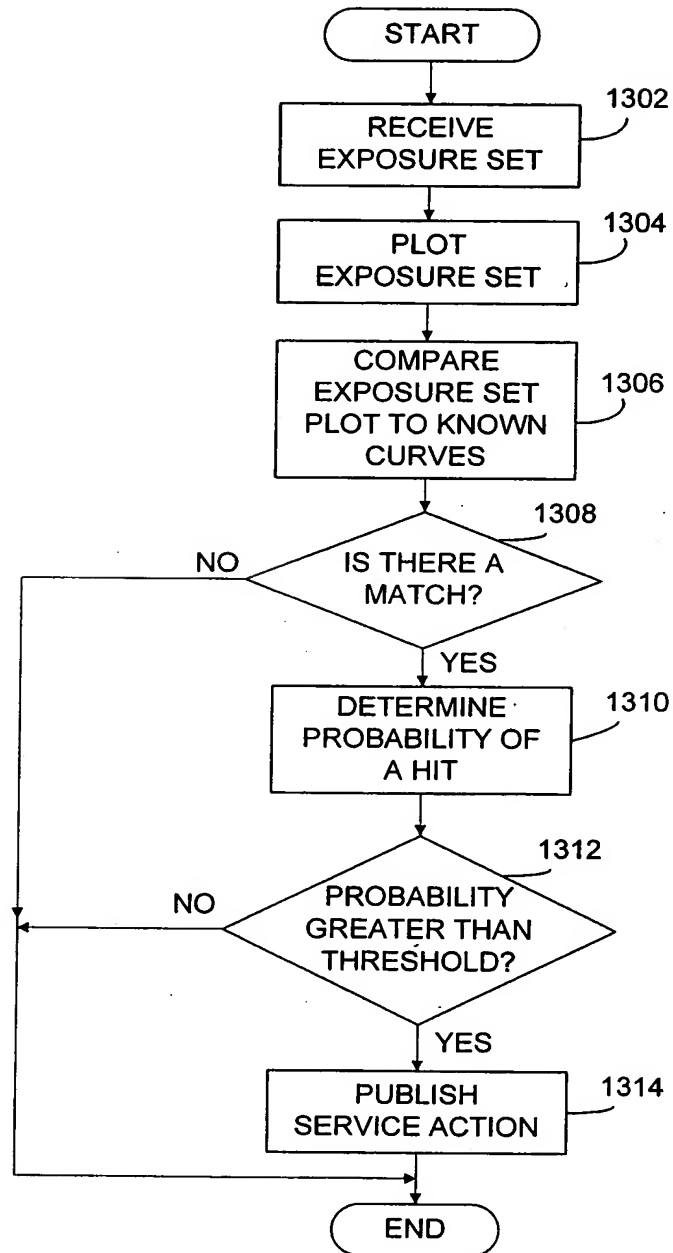 START
1302
RECEIVE
EXPOSURE SET
1304
PLOT
EXPOSURE SET
COMPARE
EXPOSURE SET
PLOT TO KNOWN
CURVES
1306
1308
NO
IS THERE A
MATCH?
YES
DETERMINE
PROBABILITY OF
A HIT
1310
1312
NO
PROBABILITY
GREATER THAN
THRESHOLD?
YES
PUBLISH
SERVICE ACTION
1314
END